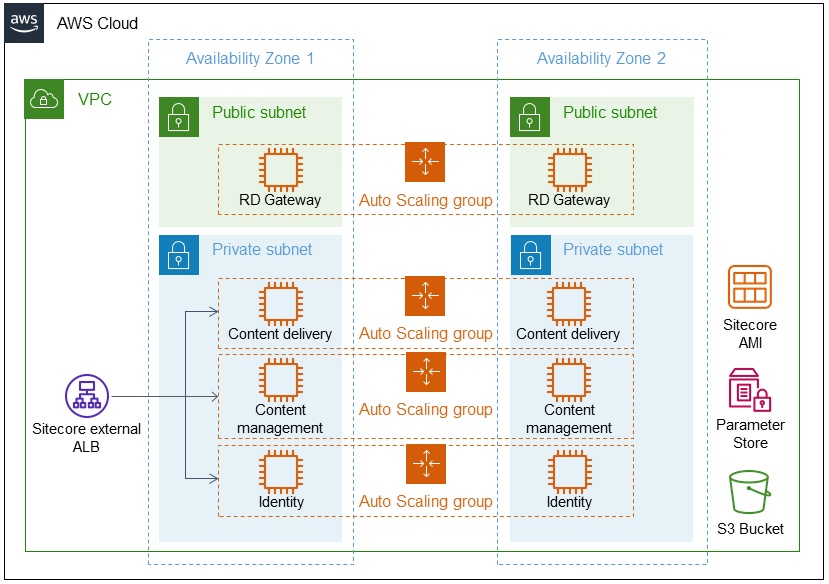 aws
AWS Cloud
Availability Zone 1
Availability Zone 2
VPC
Public subnet
Public subnet
RD Gateway
Auto Scaling group
RD Gateway
Private subnet
Private subnet
Content delivery
Auto Scaling group
Content delivery
Sitecore
AMI
Content
management
Auto Scaling group
Content
management
Sitecore external
ALB
Parameter
Store
Identity
Auto Scaling group
Identity
S3 Bucket